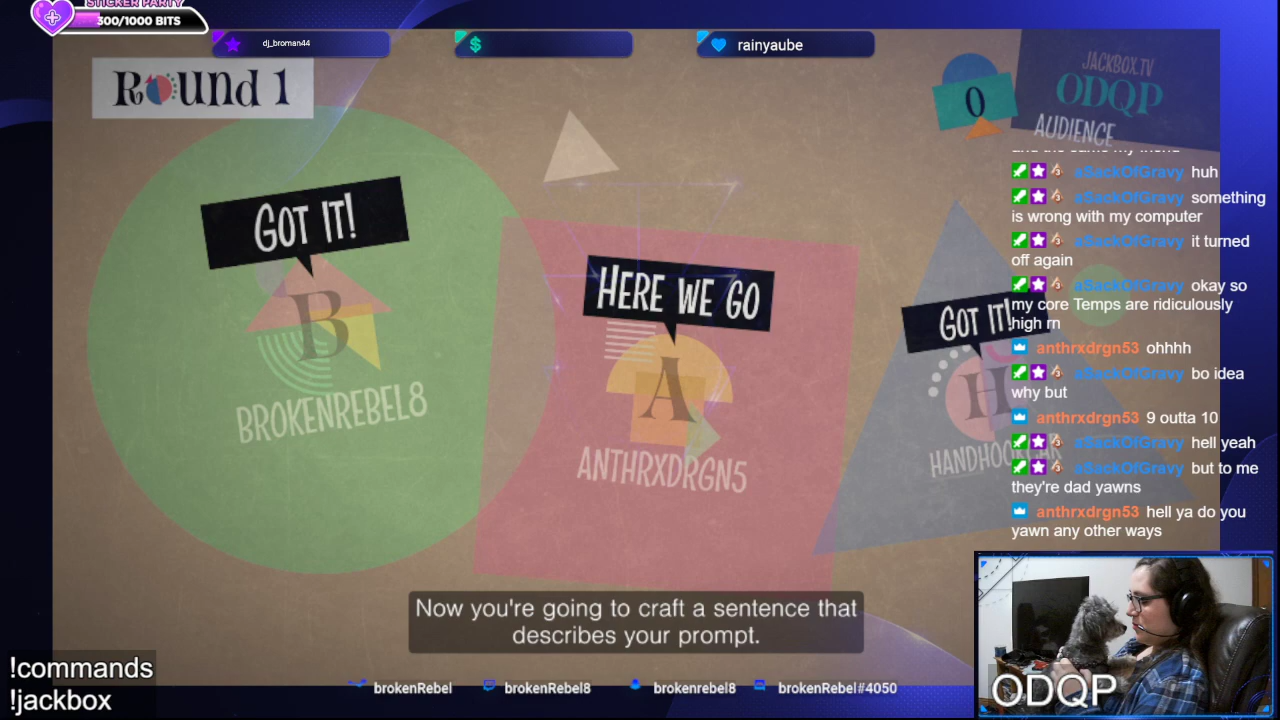 STICKER PARTY
300/1000 BITS
dj_broman44
$
rainyaube
Round 1
0
JACKBOX.TV
ODQP
AUDIENCE
GOT IT!
B
BROKENREBEL8
HERE WE GO
A
ANTHRXDRGN5
GOT IT!
H
and the same my friend
aSackOfGravy huh
aSackOfGravy something
is wrong with my computer
aSackOfGravy it turned
off again
aSackOfGravy okay so
my core Temps are ridiculously
high rn
anthrxdrgn53 ohhhh
aSackOfGravy bo idea
why but
anthrxdrgn53 9 outta 10
aSackOfGravy hell yeah
aSackOfGravy but to me
they're dad yawns
anthrxdrgn53 hell ya do you
yawn any other ways
Now you're going to craft a sentence that
describes your prompt.
!commands
!jackbox
brokenRebel
brokenRebel8
brokenrebel8
brokenRebel#4050
ODQP